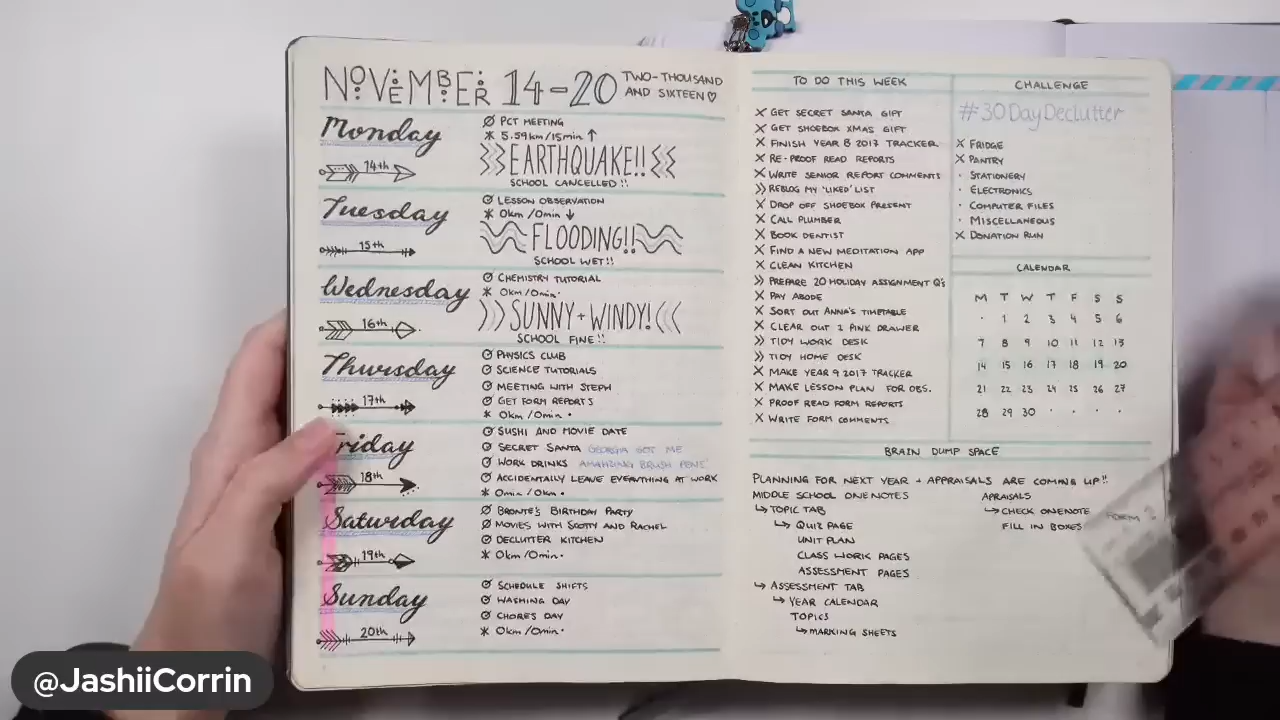 NOVEMBER 14-20 TWO-THOUSAND AND SIXTEEN♡
Monday
14th
PCT MEETING
* 5.59km/15min ↑
EARTHQUAKE!!
SCHOOL CANCELLED!!
Tuesday
15th
LESSON OBSERVATION
* 0km/0min ↓
FLOODING!!
SCHOOL WET!!
Wednesday
16th
CHEMISTRY TUTORIAL
* 0km/0min·
SUNNY + WINDY!
SCHOOL FINE!!
Thursday
17th
PHYSICS CLUB
SCIENCE TUTORIALS
MEETING WITH STEPH
GET FORM REPORTS
* 0km/0min ·
Friday
18th
SUSHI AND MOVIE DATE
SECRET SANTA GEORGIA GOT ME
WORK DRINKS AMAHZING BRUSH PENS'
ACCIDENTALLY LEAVE EVERYTHING AT WORK
* 0min/0km ·
Saturday
19th
BRONTE'S BIRTHDAY PARTY
MOVIES WITH SCOTTY AND RACHEL
DECLUTTER KITCHEN
* 0km/0min·
Sunday
20th
SCHEDULE SHIFTS
WASHING DAY
CHORES DAY
* 0km/0min·
TO DO THIS WEEK
X GET SECRET SANTA GIFT
X GET SHOEBOX XMAS GIFT
X FINISH YEAR 8 2017 TRACKER
X RE-PROOF READ REPORTS
X WRITE SENIOR REPORT COMMENTS
» REBLOG MY 'LIKED' LIST
X DROP OFF SHOEBOX PRESENT
X CALL PLUMBER
X BOOK DENTIST
X FIND A NEW MEDITATION APP
X CLEAN KITCHEN
» PREPARE 20 HOLIDAY ASSIGNMENT Q's
X PAY ABODE
X SORT OUT ANNA'S TIMETABLE
X CLEAR OUT 2 PINK DRAWER
» TIDY WORK DESK
» TIDY HOME DESK
X MAKE YEAR 9 2017 TRACKER
X MAKE LESSON PLAN FOR OBS.
X PROOF READ FORM REPORTS
X WRITE FORM COMMENTS
CHALLENGE
#30DayDeclutter
X FRIDGE
X PANTRY
· STATIONERY
· ELECTRONICS
· COMPUTER FILES
· MISCELLANEOUS
X DONATION RUN
CALENDAR
M T W T F S S
· 1 2 3 4 5 6
7 8 9 10 11 12 13
14 15 16 17 18 19 20
21 22 23 24 25 26 27
28 29 30 · · · ·
BRAIN DUMP SPACE
PLANNING FOR NEXT YEAR + APPRAISALS ARE COMING UP!!
MIDDLE SCHOOL ONENOTES
↳ TOPIC TAB
↳ QUIZ PAGE
UNIT PLAN
CLASS WORK PAGES
ASSESSMENT PAGES
↳ ASSESSMENT TAB
↳ YEAR CALENDAR
TOPICS
↳ MARKING SHEETS
APRAISALS
↳ CHECK ONENOTE
FILL IN BOXES
@JashiiCorrin